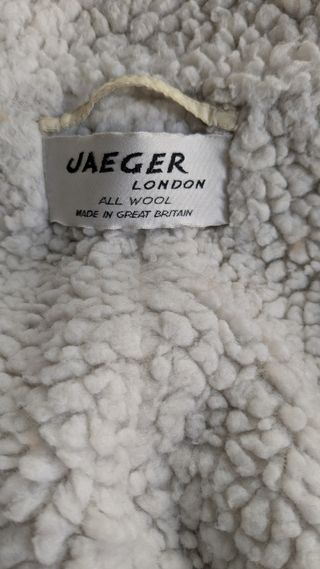 JAEGER
LONDON
ALL WOOL
MADE IN GREAT BRITAIN